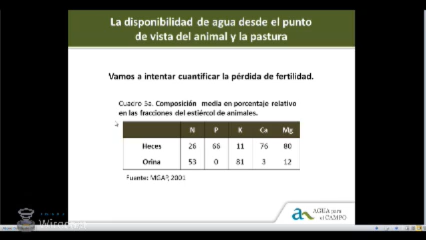 La disponibilidad de agua desde el punto
de vista del animal y la pastura
Vamos a intentar cuantificar la pérdida de fertilidad.
Cuadro 5a. Composición media en porcentaje relativo
en las fracciones del estiércol de animales.
N P K Ca Mg
Heces 26 66 11 76 80
Orina 53 0 81 3 12
Fuente: MGAP, 2001
AGUA para
el CAMPO